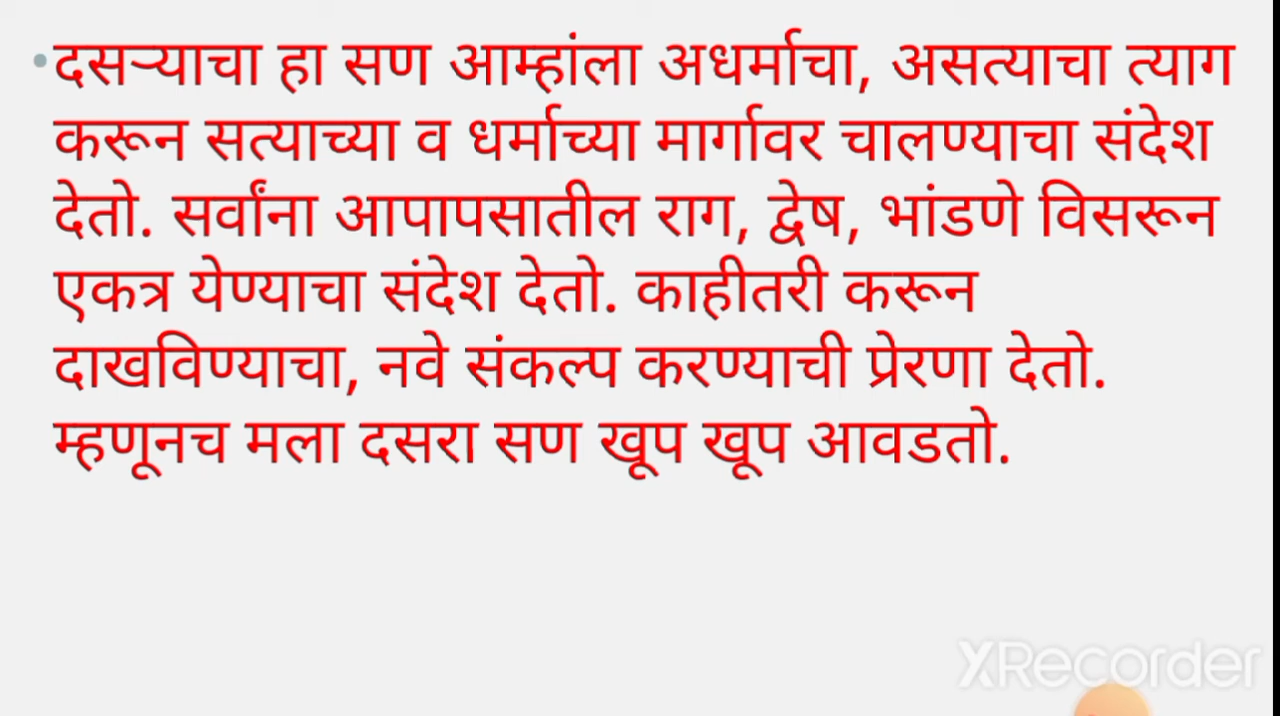 • दसऱ्याचा हा सण आम्हांला अधर्माचा, असत्याचा त्याग
करून सत्याच्या व धर्माच्या मार्गावर चालण्याचा संदेश
देतो. सर्वांना आपापसातील राग, द्वेष, भांडणे विसरून
एकत्र येण्याचा संदेश देतो. काहीतरी करून
दाखविण्याचा, नवे संकल्प करण्याची प्रेरणा देतो.
म्हणूनच मला दसरा सण खूप खूप आवडतो.
XRecorder